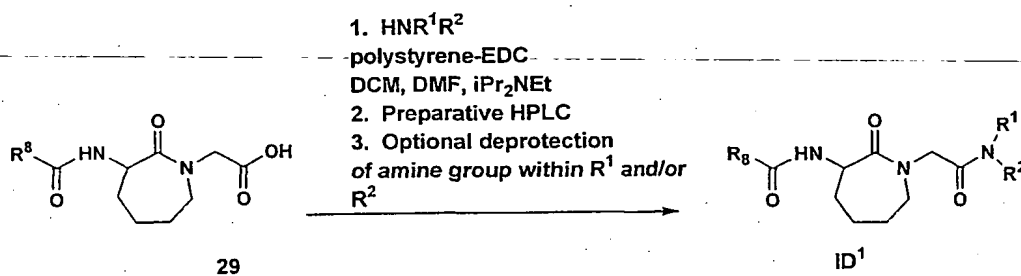 1. HNR¹R²
polystyrene-EDC
DCM, DMF, iPr₂NEt
2. Preparative HPLC
3. Optional deprotection
of amine group within R¹ and/or
R²
R⁸ HN O O N O OH
29
R₈ HN O O N O N R¹ R²
ID¹